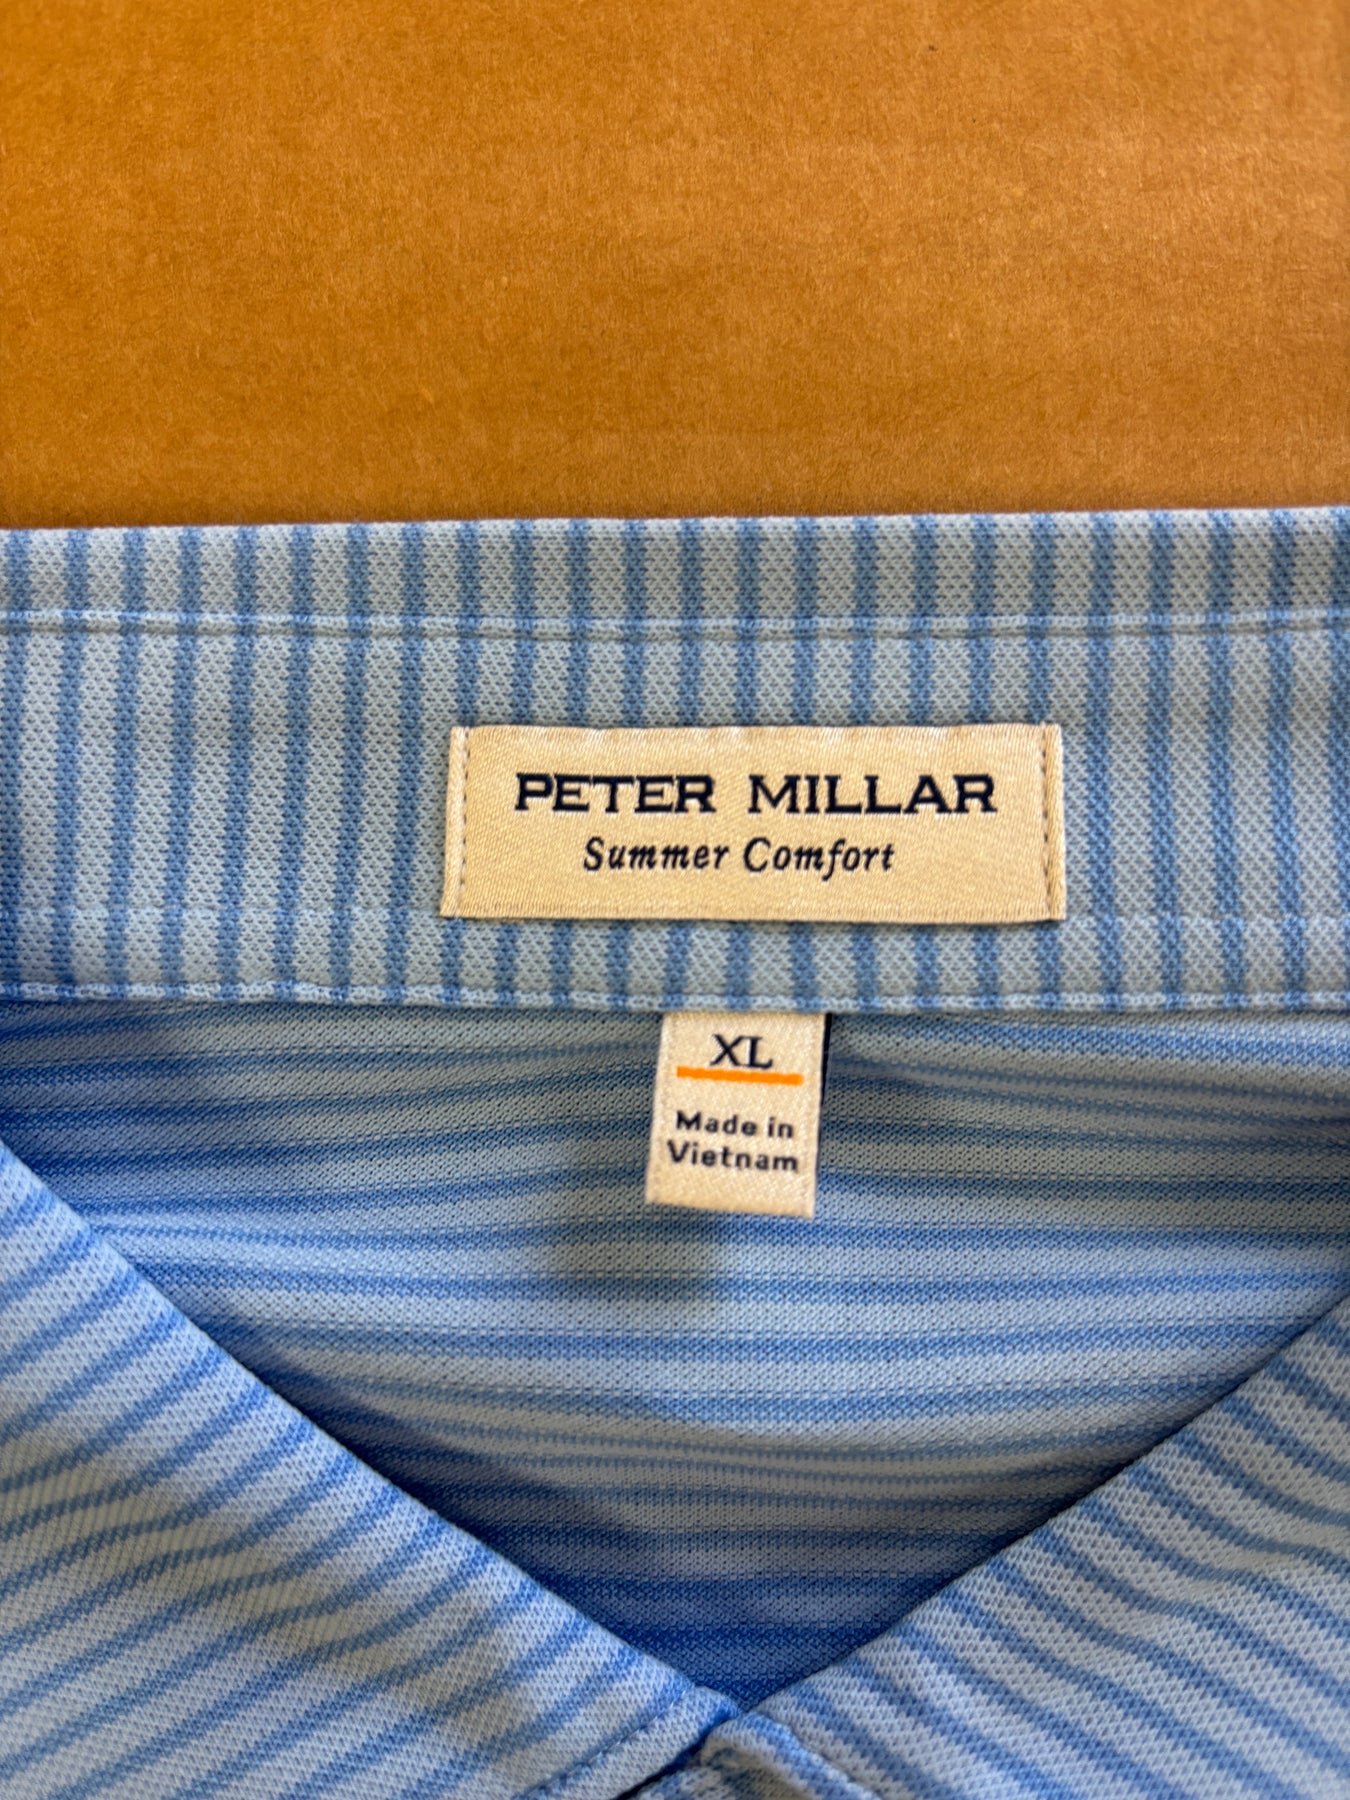 PETER MILLAR
Summer Comfort
XL
Made in
Vietnam